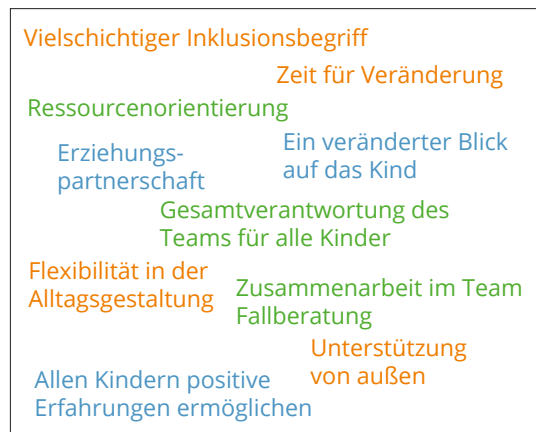 Vielschichtiger Inklusionsbegriff
Zeit für Veränderung
Ressourcenorientierung
Erziehungs-
partnerschaft
Ein veränderter Blick
auf das Kind
Gesamtverantwortung des
Teams für alle Kinder
Flexibilität in der
Alltagsgestaltung
Zusammenarbeit im Team
Fallberatung
Unterstützung
von außen
Allen Kindern positive
Erfahrungen ermöglichen